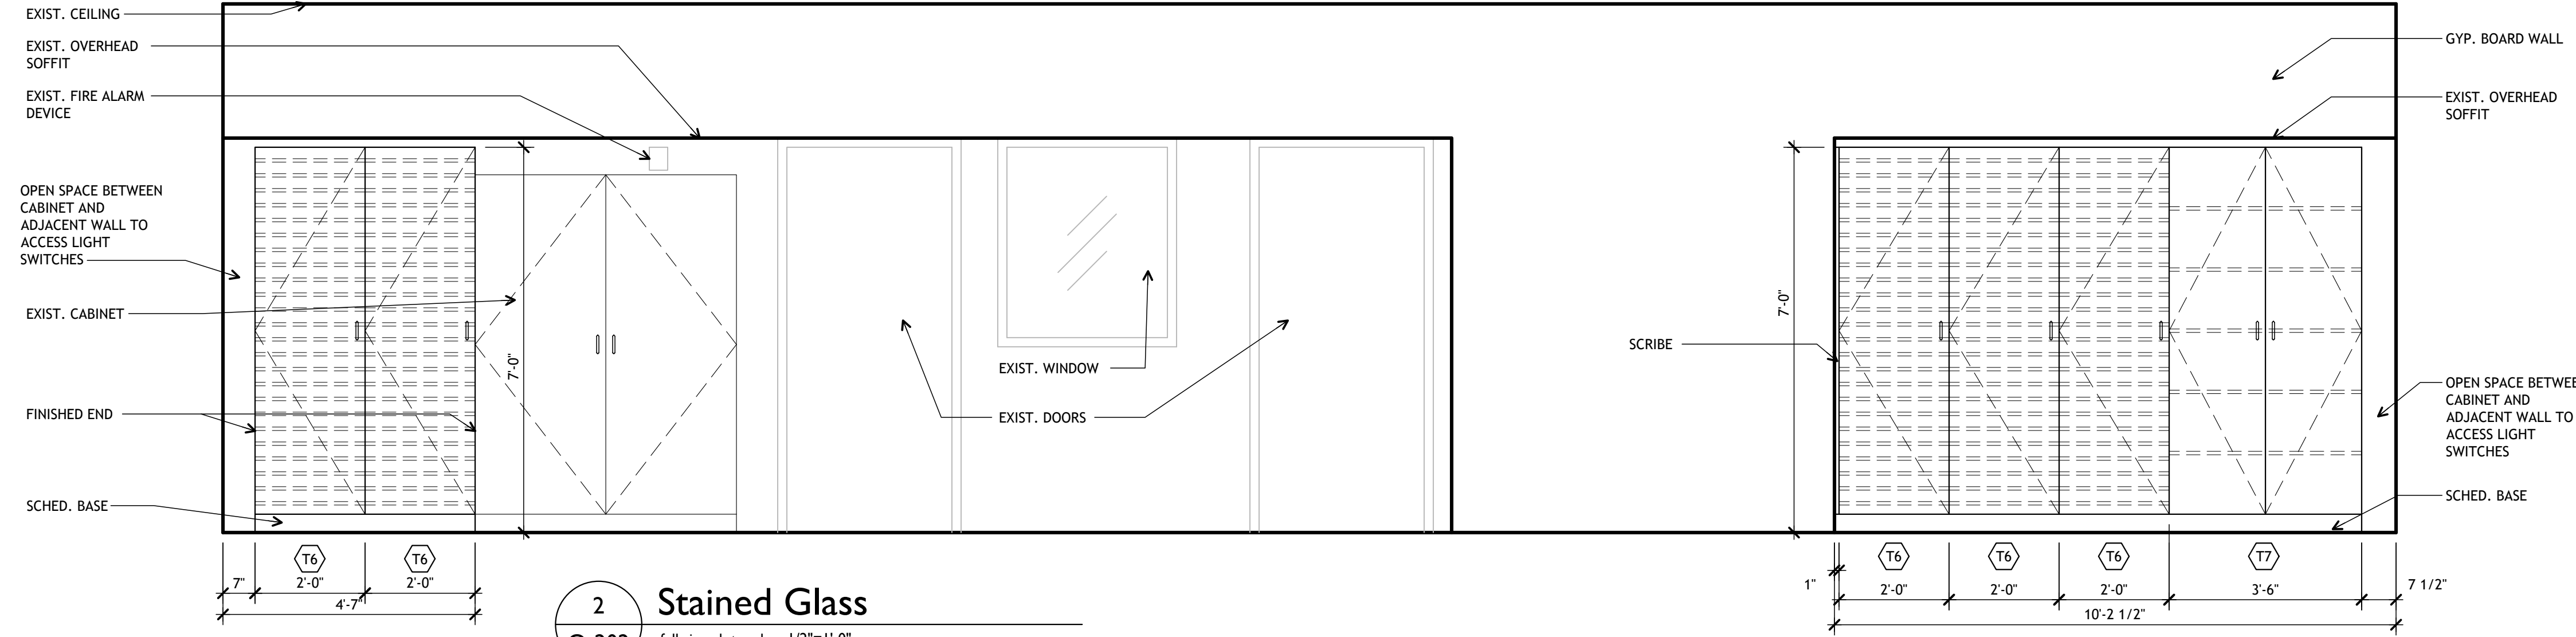 EXIST. CEILING
EXIST. OVERHEAD
SOFFIT
EXIST. FIRE ALARM
DEVICE
OPEN SPACE BETWEEN
CABINET AND
ADJACENT WALL TO
ACCESS LIGHT
SWITCHES
EXIST. CABINET
FINISHED END
SCHED. BASE
7'-0"
EXIST. WINDOW
EXIST. DOORS
SCRIBE
7'-0"
GYP. BOARD WALL
EXIST. OVERHEAD
SOFFIT
OPEN SPACE BETWEE
CABINET AND
ADJACENT WALL TO
ACCESS LIGHT
SWITCHES
SCHED. BASE
T6 T6
7" 2'-0" 2'-0"
4'-7"
T6 T6 T6 T7
1" 2'-0" 2'-0" 2'-0" 3'-6" 7 1/2"
10'-2 1/2"
2 Stained Glass
1/2"=1'-0"